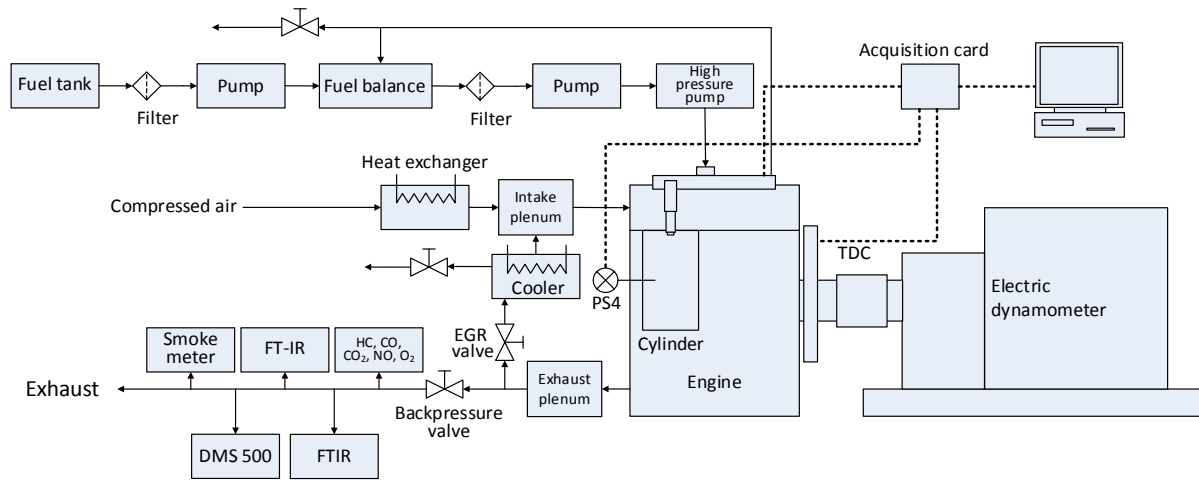 Acquisition card
Fuel tank
Filter
Pump
Fuel balance
Filter
Pump
High
pressure
pump
Heat exchanger
Compressed air
Intake
plenum
Cooler
PS4
TDC
Cylinder
Engine
Electric
dynamometer
EGR
valve
Exhaust
plenum
Backpressure
valve
Smoke
meter
FT-IR
HC, CO,
CO₂, NO, O₂
Exhaust
DMS 500
FTIR